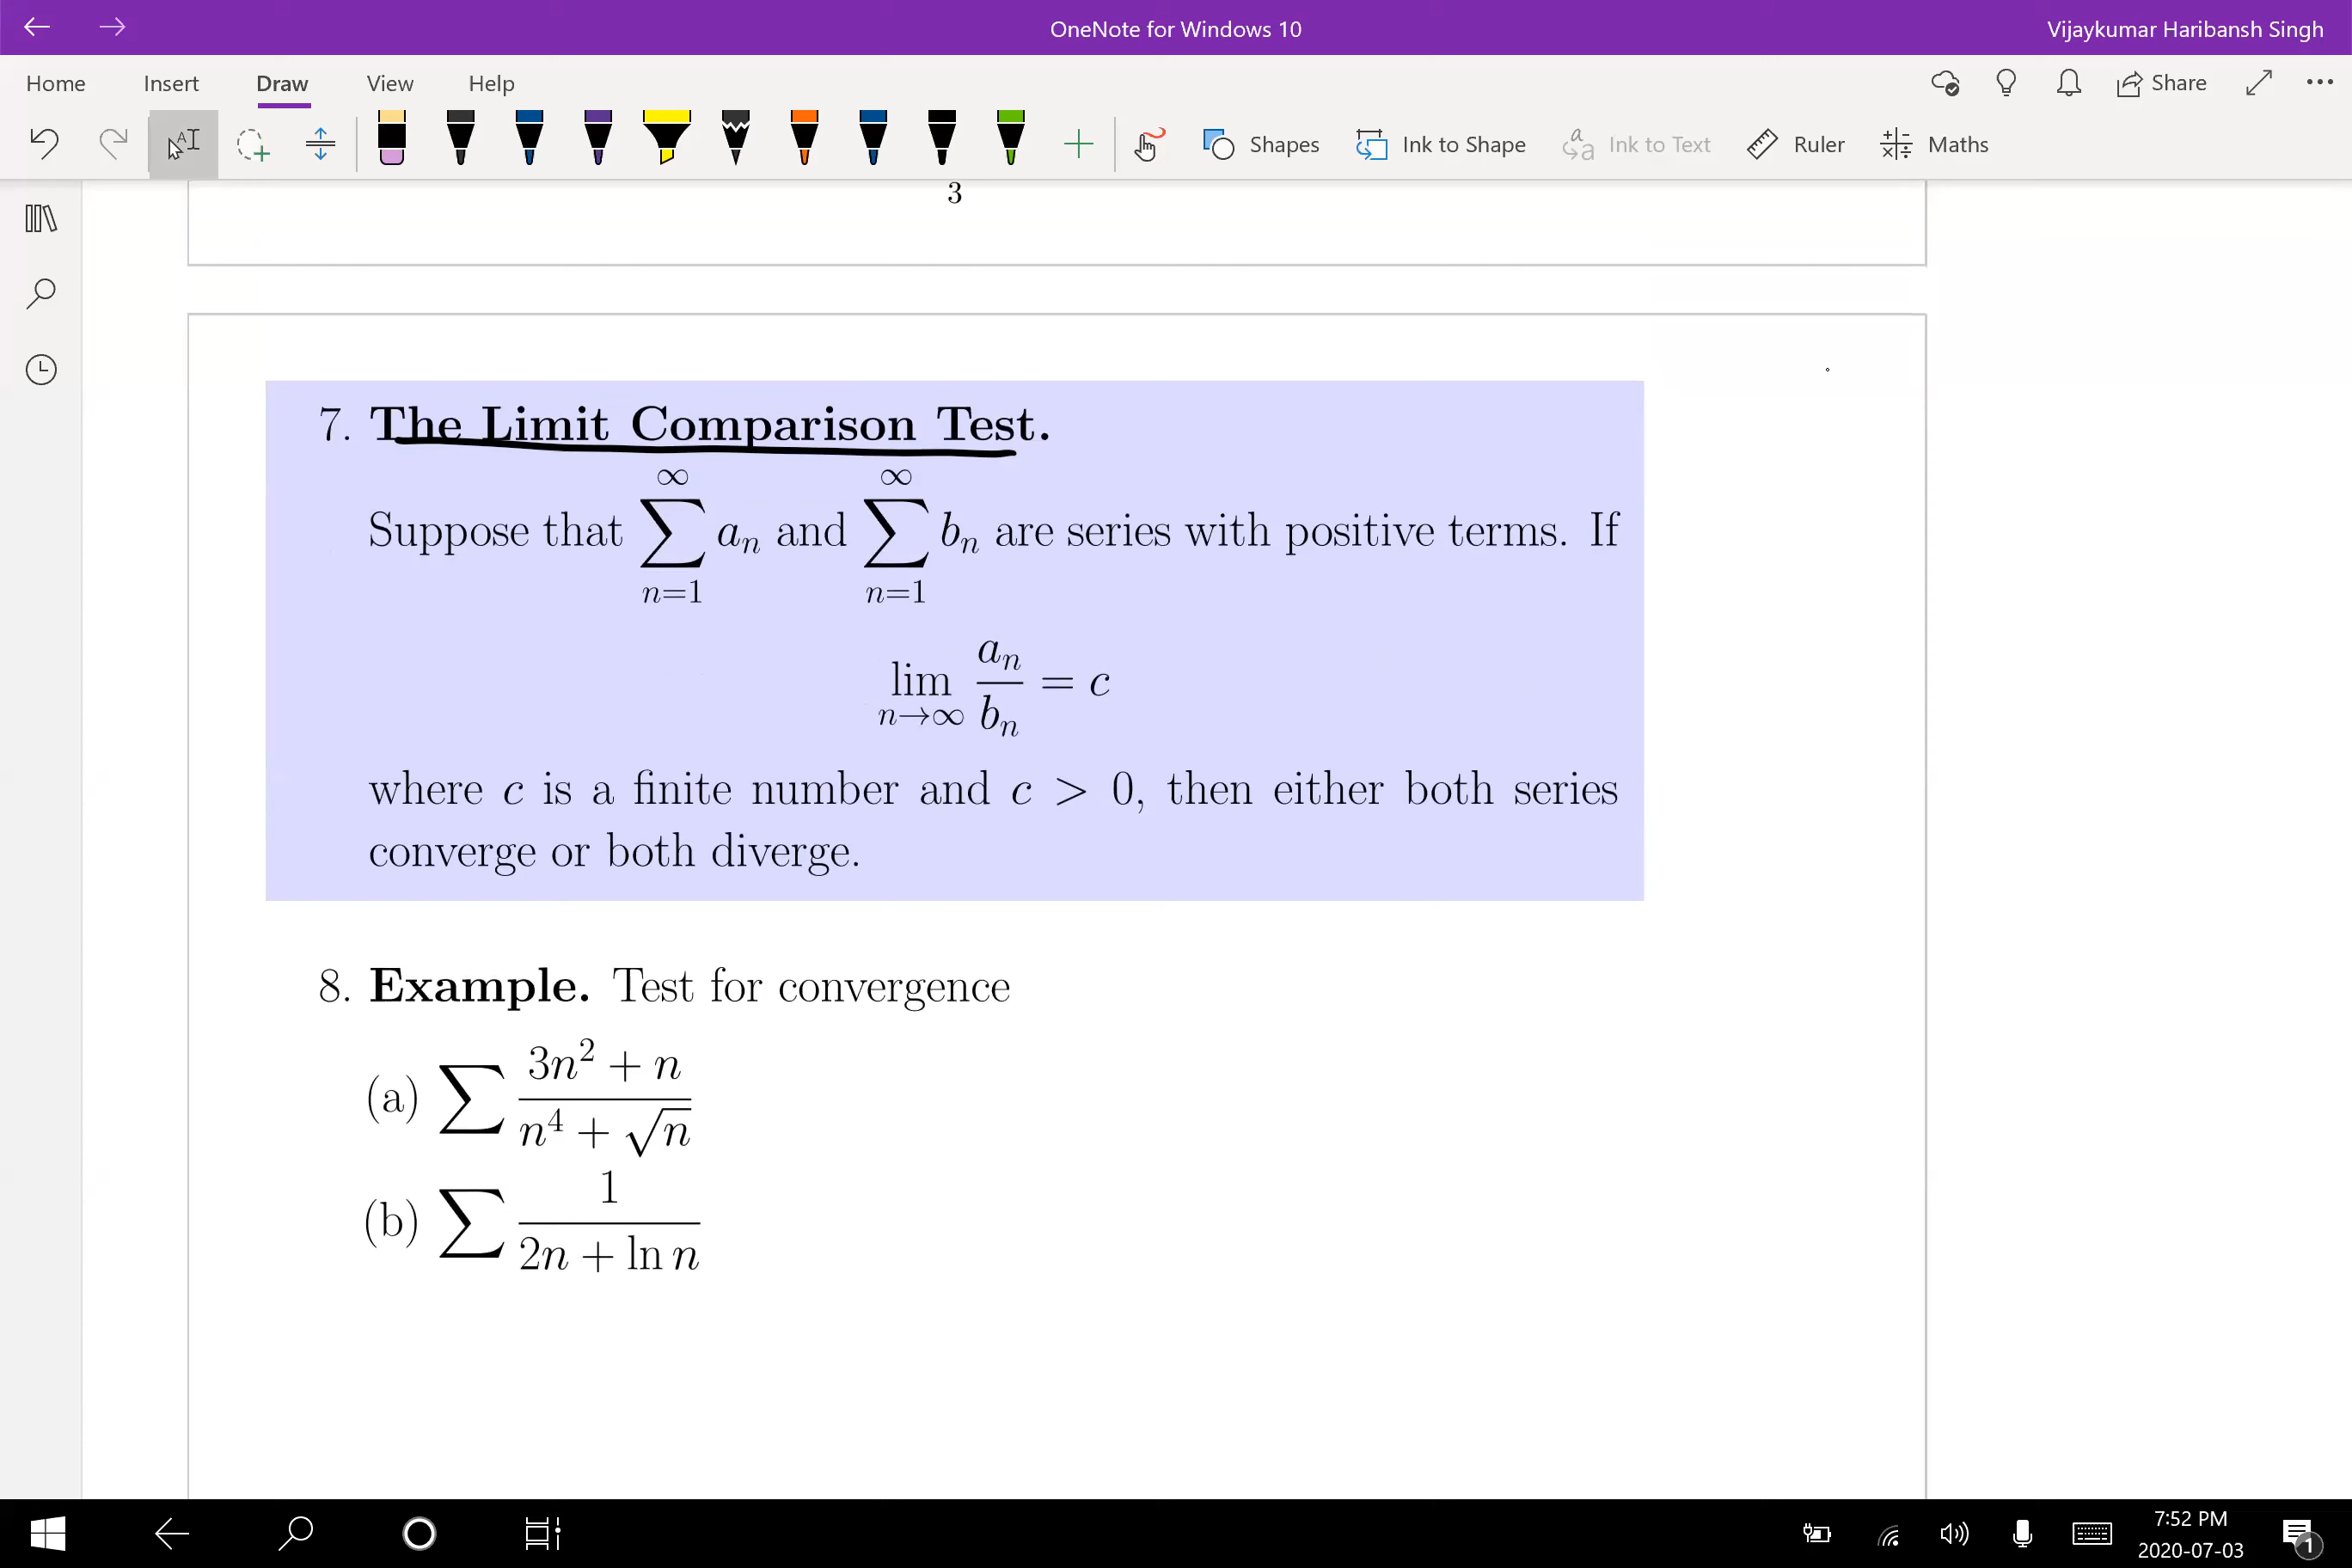 OneNote for Windows 10
Vijaykumar Haribansh Singh
Home Insert Draw View Help
Share
Shapes Ink to Shape Ink to Text Ruler Maths
3
7. The Limit Comparison Test.
Suppose that ∑_{n=1}^{∞} a_n and ∑_{n=1}^{∞} b_n are series with positive terms. If
lim_{n→∞} a_n/b_n = c
where c is a finite number and c > 0, then either both series
converge or both diverge.
8. Example. Test for convergence
(a) ∑ (3n² + n)/(n⁴ + √n)
(b) ∑ 1/(2n + ln n)
7:52 PM
2020-07-03
1